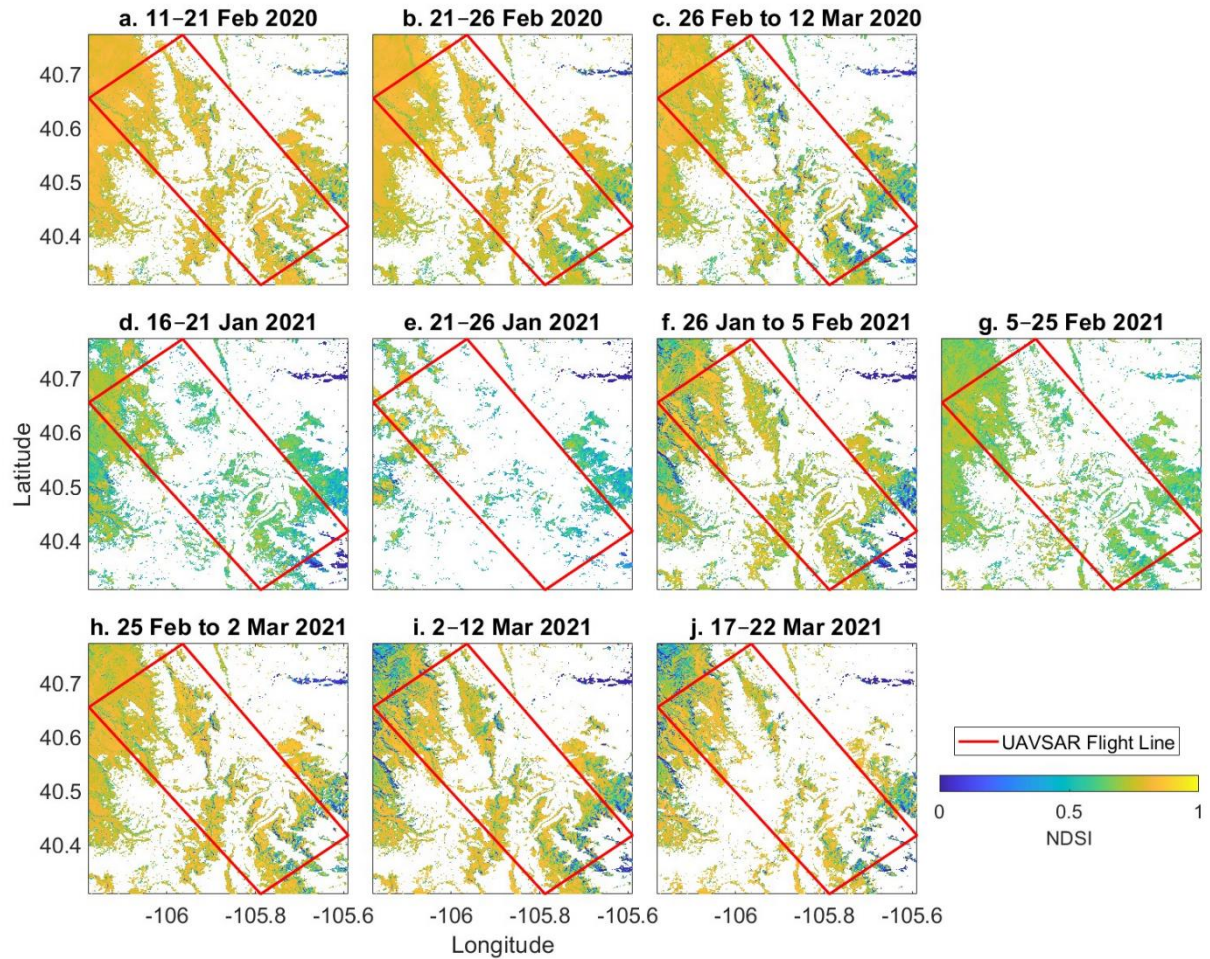 a. 11–21 Feb 2020
b. 21–26 Feb 2020
c. 26 Feb to 12 Mar 2020
40.7
40.6
40.5
40.4
d. 16–21 Jan 2021
e. 21–26 Jan 2021
f. 26 Jan to 5 Feb 2021
g. 5–25 Feb 2021
40.7
40.6
40.5
40.4
Latitude
h. 25 Feb to 2 Mar 2021
i. 2–12 Mar 2021
j. 17–22 Mar 2021
40.7
40.6
40.5
40.4
-106 -105.8 -105.6
-106 -105.8 -105.6
-106 -105.8 -105.6
Longitude
UAVSAR Flight Line
0 0.5 1
NDSI